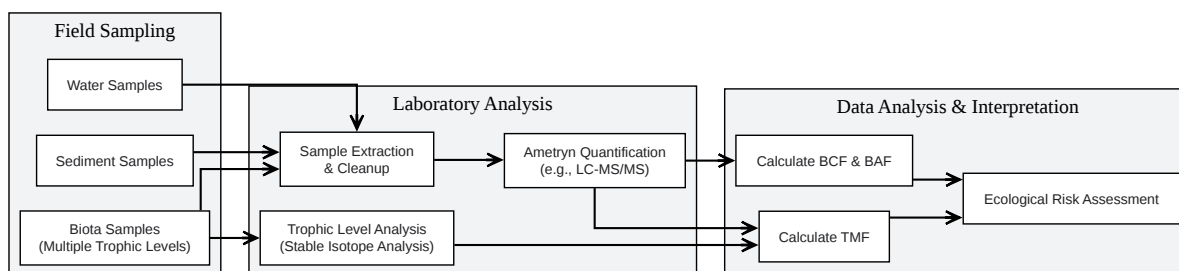 Field Sampling
Water Samples
Sediment Samples
Biota Samples
(Multiple Trophic Levels)
Laboratory Analysis
Sample Extraction
& Cleanup
Ametryn Quantification
(e.g., LC-MS/MS)
Trophic Level Analysis
(Stable Isotope Analysis)
Data Analysis & Interpretation
Calculate BCF & BAF
Calculate TMF
Ecological Risk Assessment